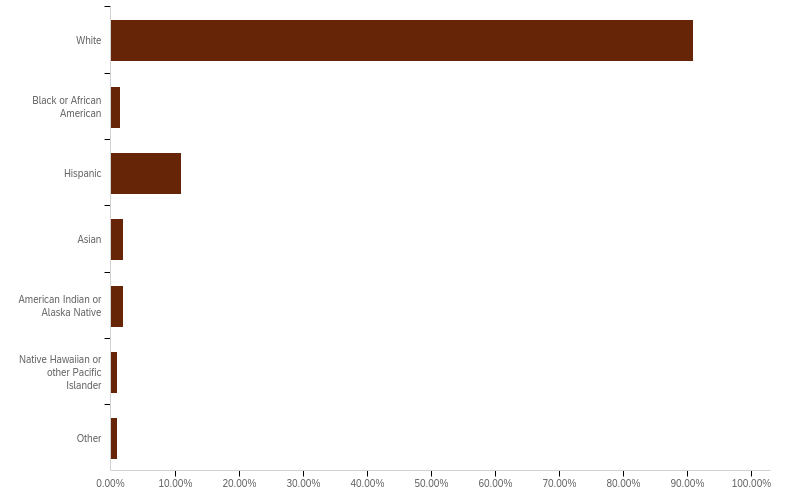 White
Black or African
American
Hispanic
Asian
American Indian or
Alaska Native
Native Hawaiian or
other Pacific
Islander
Other
0.00% 10.00% 20.00% 30.00% 40.00% 50.00% 60.00% 70.00% 80.00% 90.00% 100.00%